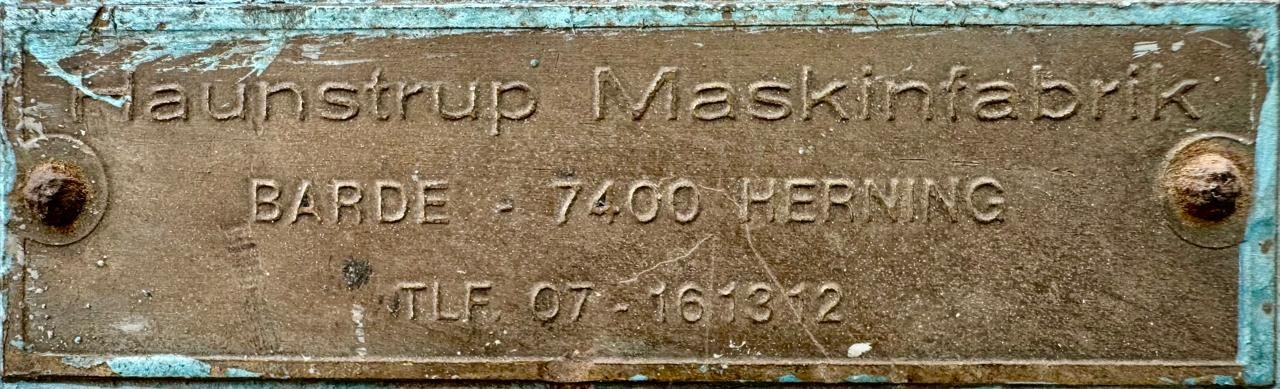 Haunstrup Maskinfabrik
BARDE - 7400 HERNING
TLF. 07 - 161312